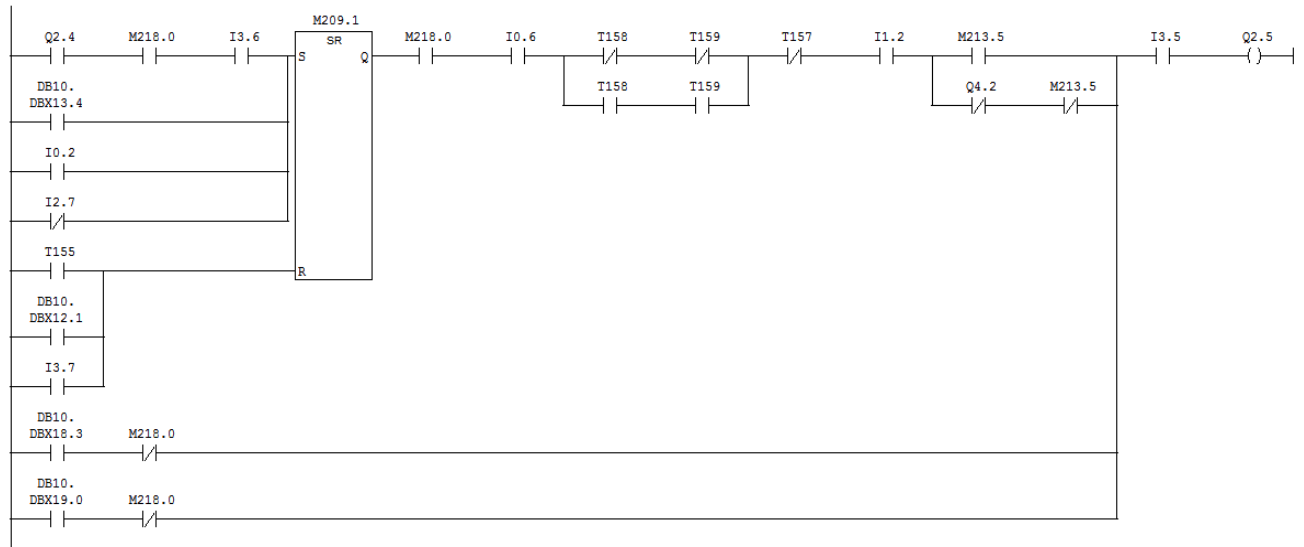 M209.1
Q2.4 M218.0 I3.6 SR M218.0 I0.6 T158 T159 T157 I1.2 M213.5 I3.5 Q2.5
S Q
DB10. T158 T159 Q4.2 M213.5
DBX13.4
I0.2
I2.7
T155
R
DB10.
DBX12.1
I3.7
DB10.
DBX18.3 M218.0
DB10.
DBX19.0 M218.0